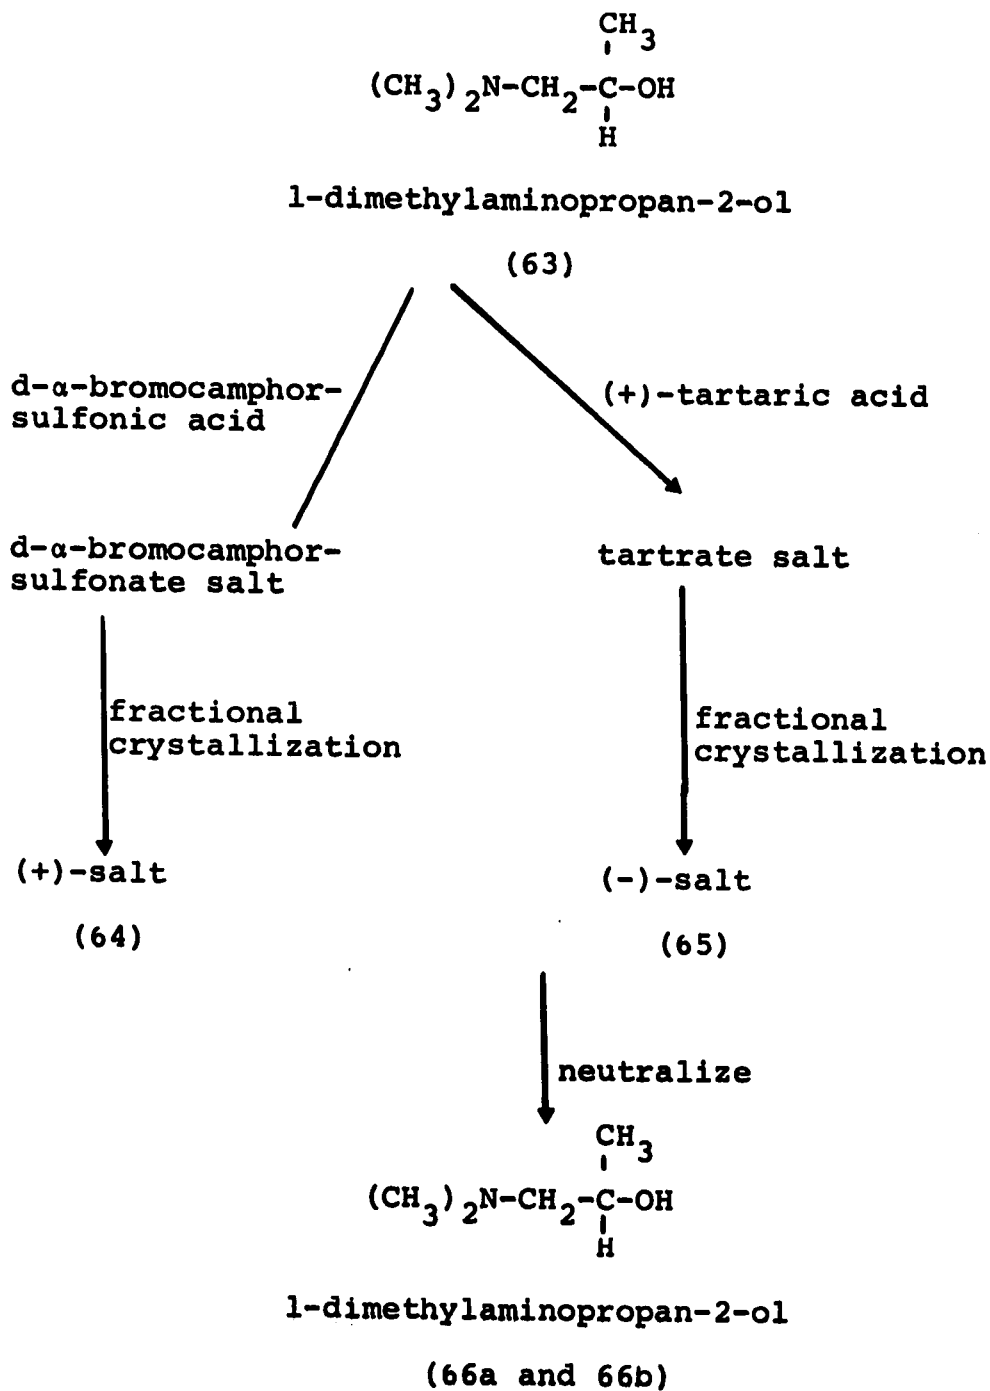 CH3
(CH3)2N-CH2-C-OH
H
1-dimethylaminopropan-2-ol
(63)
d-α-bromocamphor-
sulfonic acid
(+)-tartaric acid
d-α-bromocamphor-
sulfonate salt
tartrate salt
fractional
crystallization
fractional
crystallization
(+)-salt
(-)-salt
(64)
(65)
neutralize
CH3
(CH3)2N-CH2-C-OH
H
1-dimethylaminopropan-2-ol
(66a and 66b)